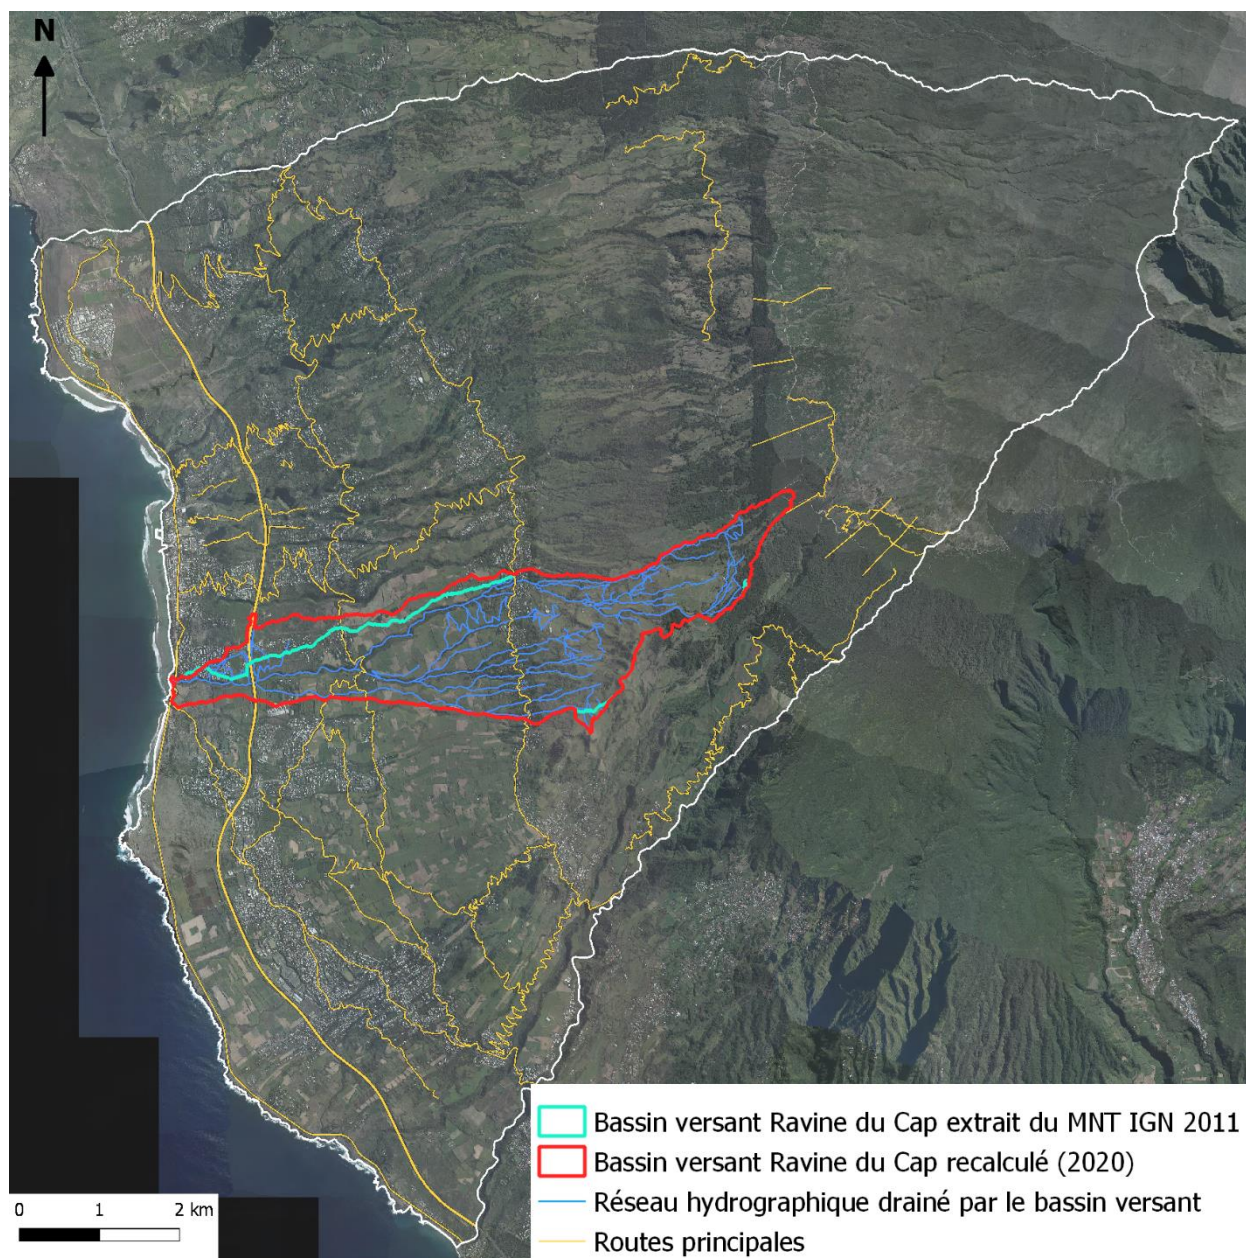 N
Bassin versant Ravine du Cap extrait du MNT IGN 2011
Bassin versant Ravine du Cap recalculé (2020)
Réseau hydrographique drainé par le bassin versant
Routes principales
0 1 2 km